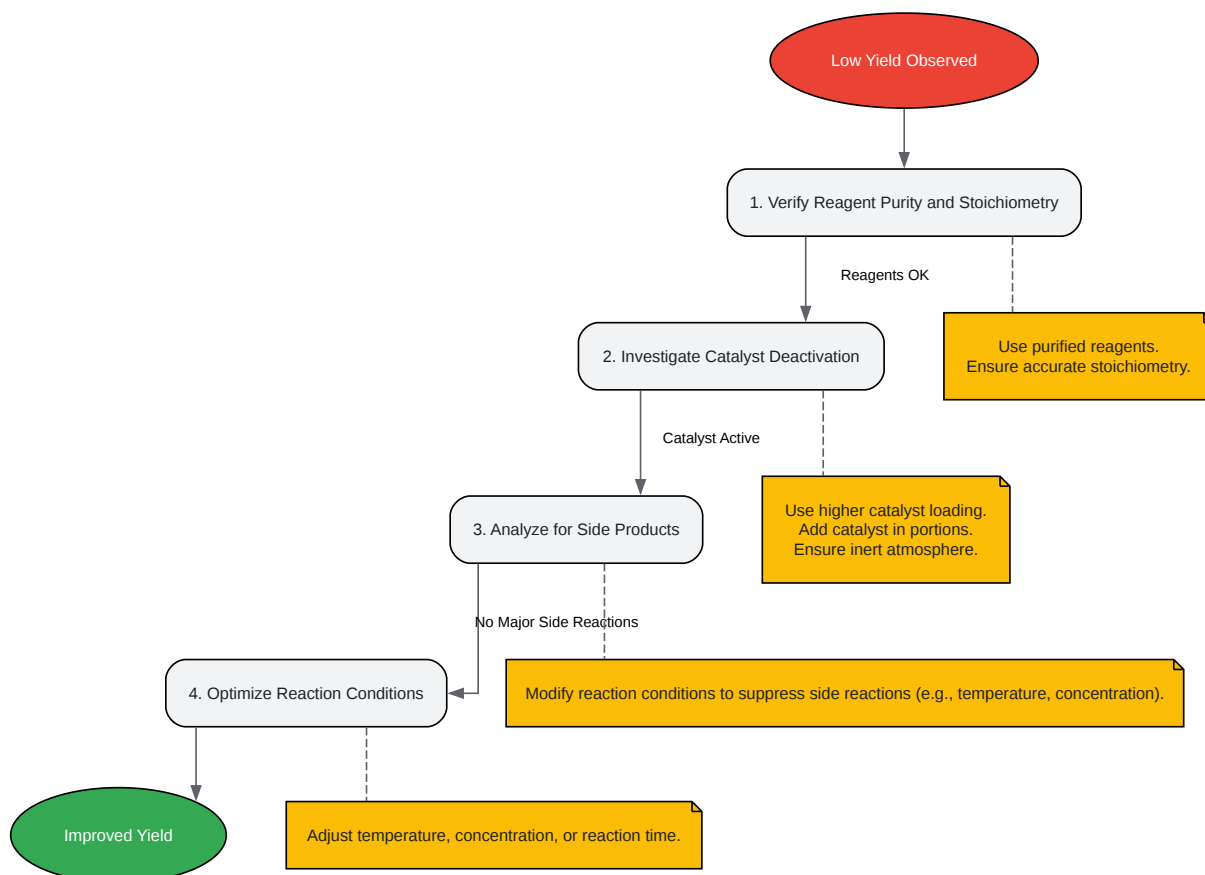 Low Yield Observed
1. Verify Reagent Purity and Stoichiometry
Reagents OK
Use purified reagents.
Ensure accurate stoichiometry.
2. Investigate Catalyst Deactivation
Catalyst Active
Use higher catalyst loading.
Add catalyst in portions.
Ensure inert atmosphere.
3. Analyze for Side Products
No Major Side Reactions
Modify reaction conditions to suppress side reactions (e.g., temperature, concentration).
4. Optimize Reaction Conditions
Improved Yield
Adjust temperature, concentration, or reaction time.